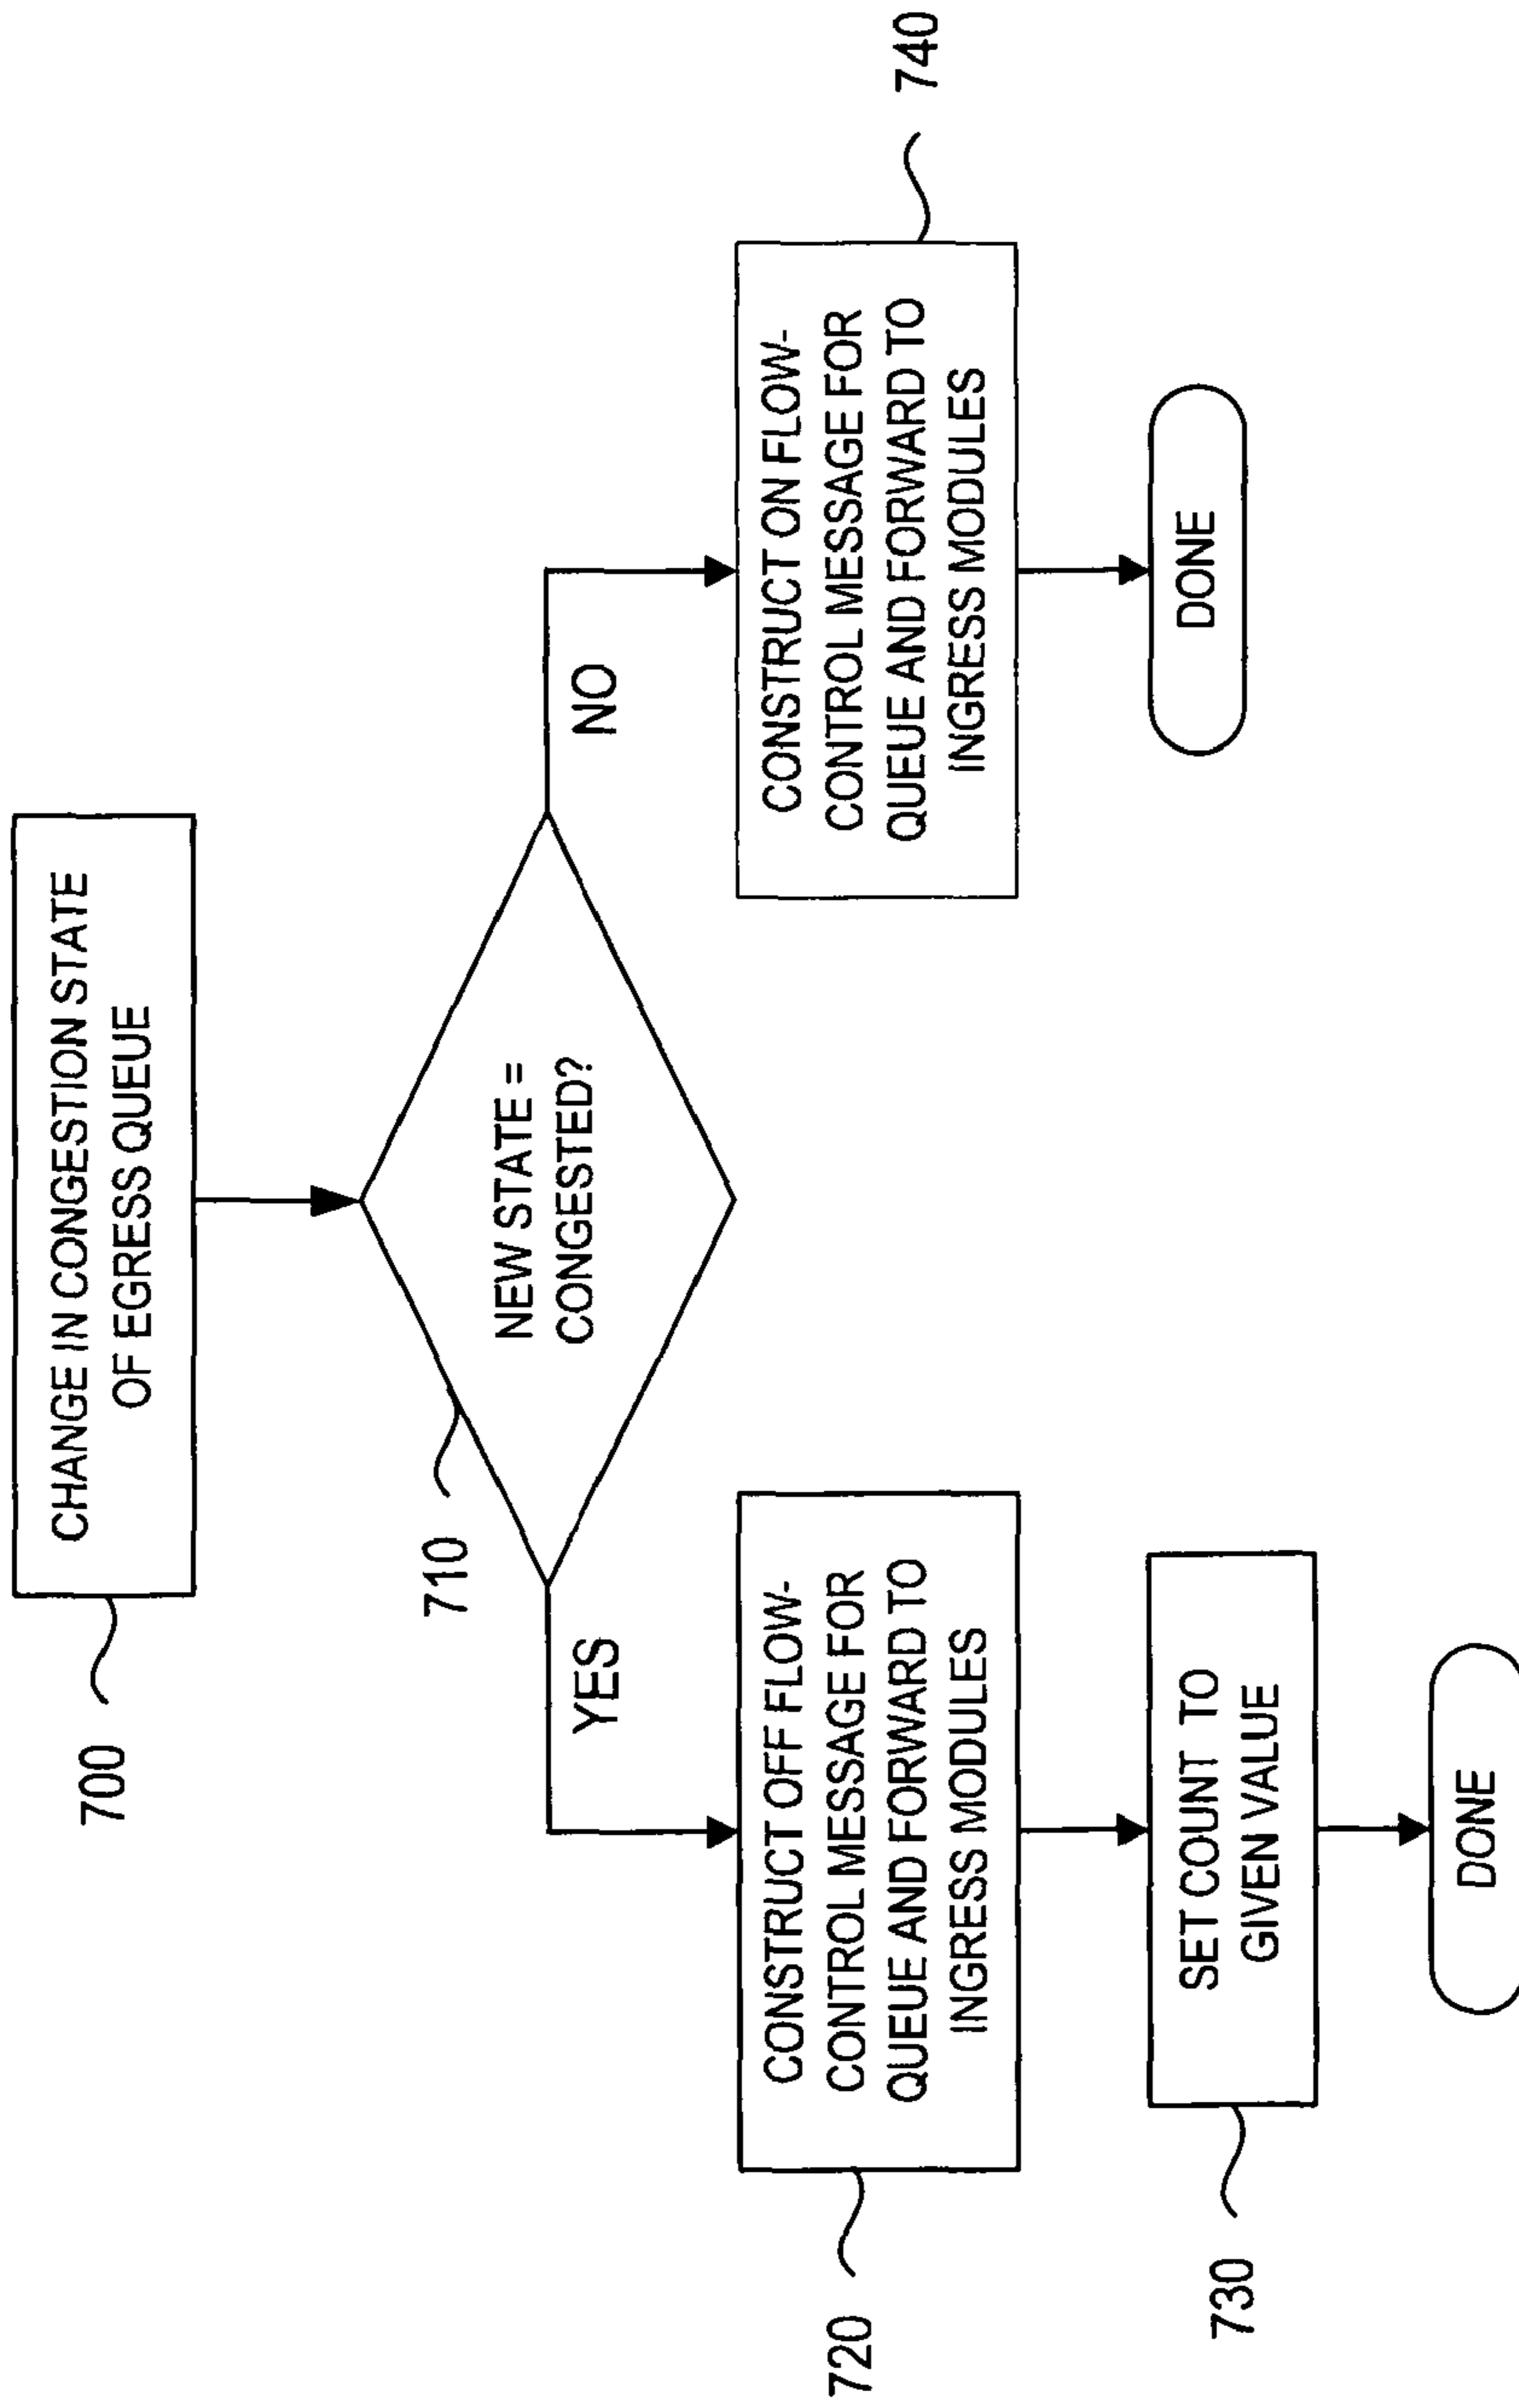 700
CHANGE IN CONGESTION STATE
OF EGRESS QUEUE
710
NEW STATE =
CONGESTED?
YES
NO
720
CONSTRUCT OFF FLOW-
CONTROL MESSAGE FOR
QUEUE AND FORWARD TO
INGRESS MODULES
CONSTRUCT ON FLOW-
CONTROL MESSAGE FOR
QUEUE AND FORWARD TO
INGRESS MODULES
740
730
SET COUNT TO
GIVEN VALUE
DONE
DONE